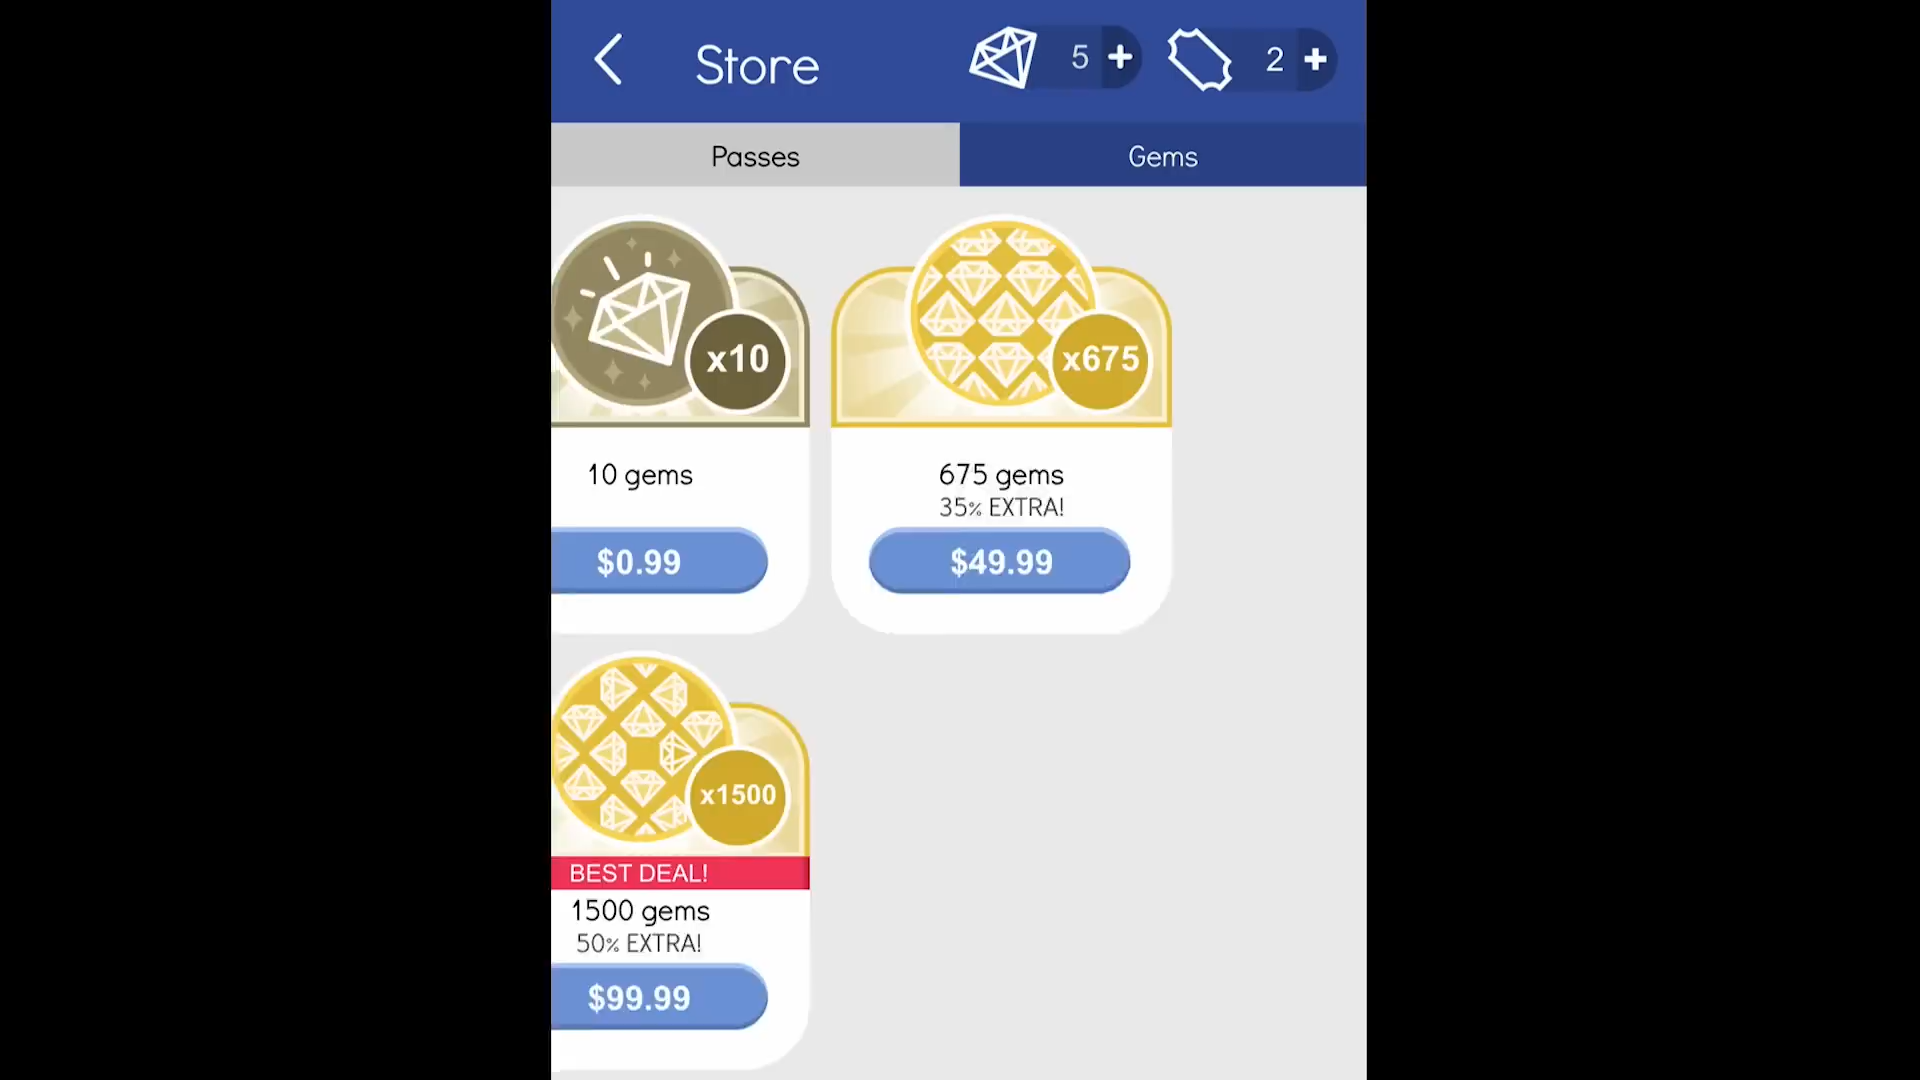 Store
5 +
2 +
Passes
Gems
x10
x675
10 gems
675 gems
35% EXTRA!
$0.99
$49.99
x1500
BEST DEAL!
1500 gems
50% EXTRA!
$99.99